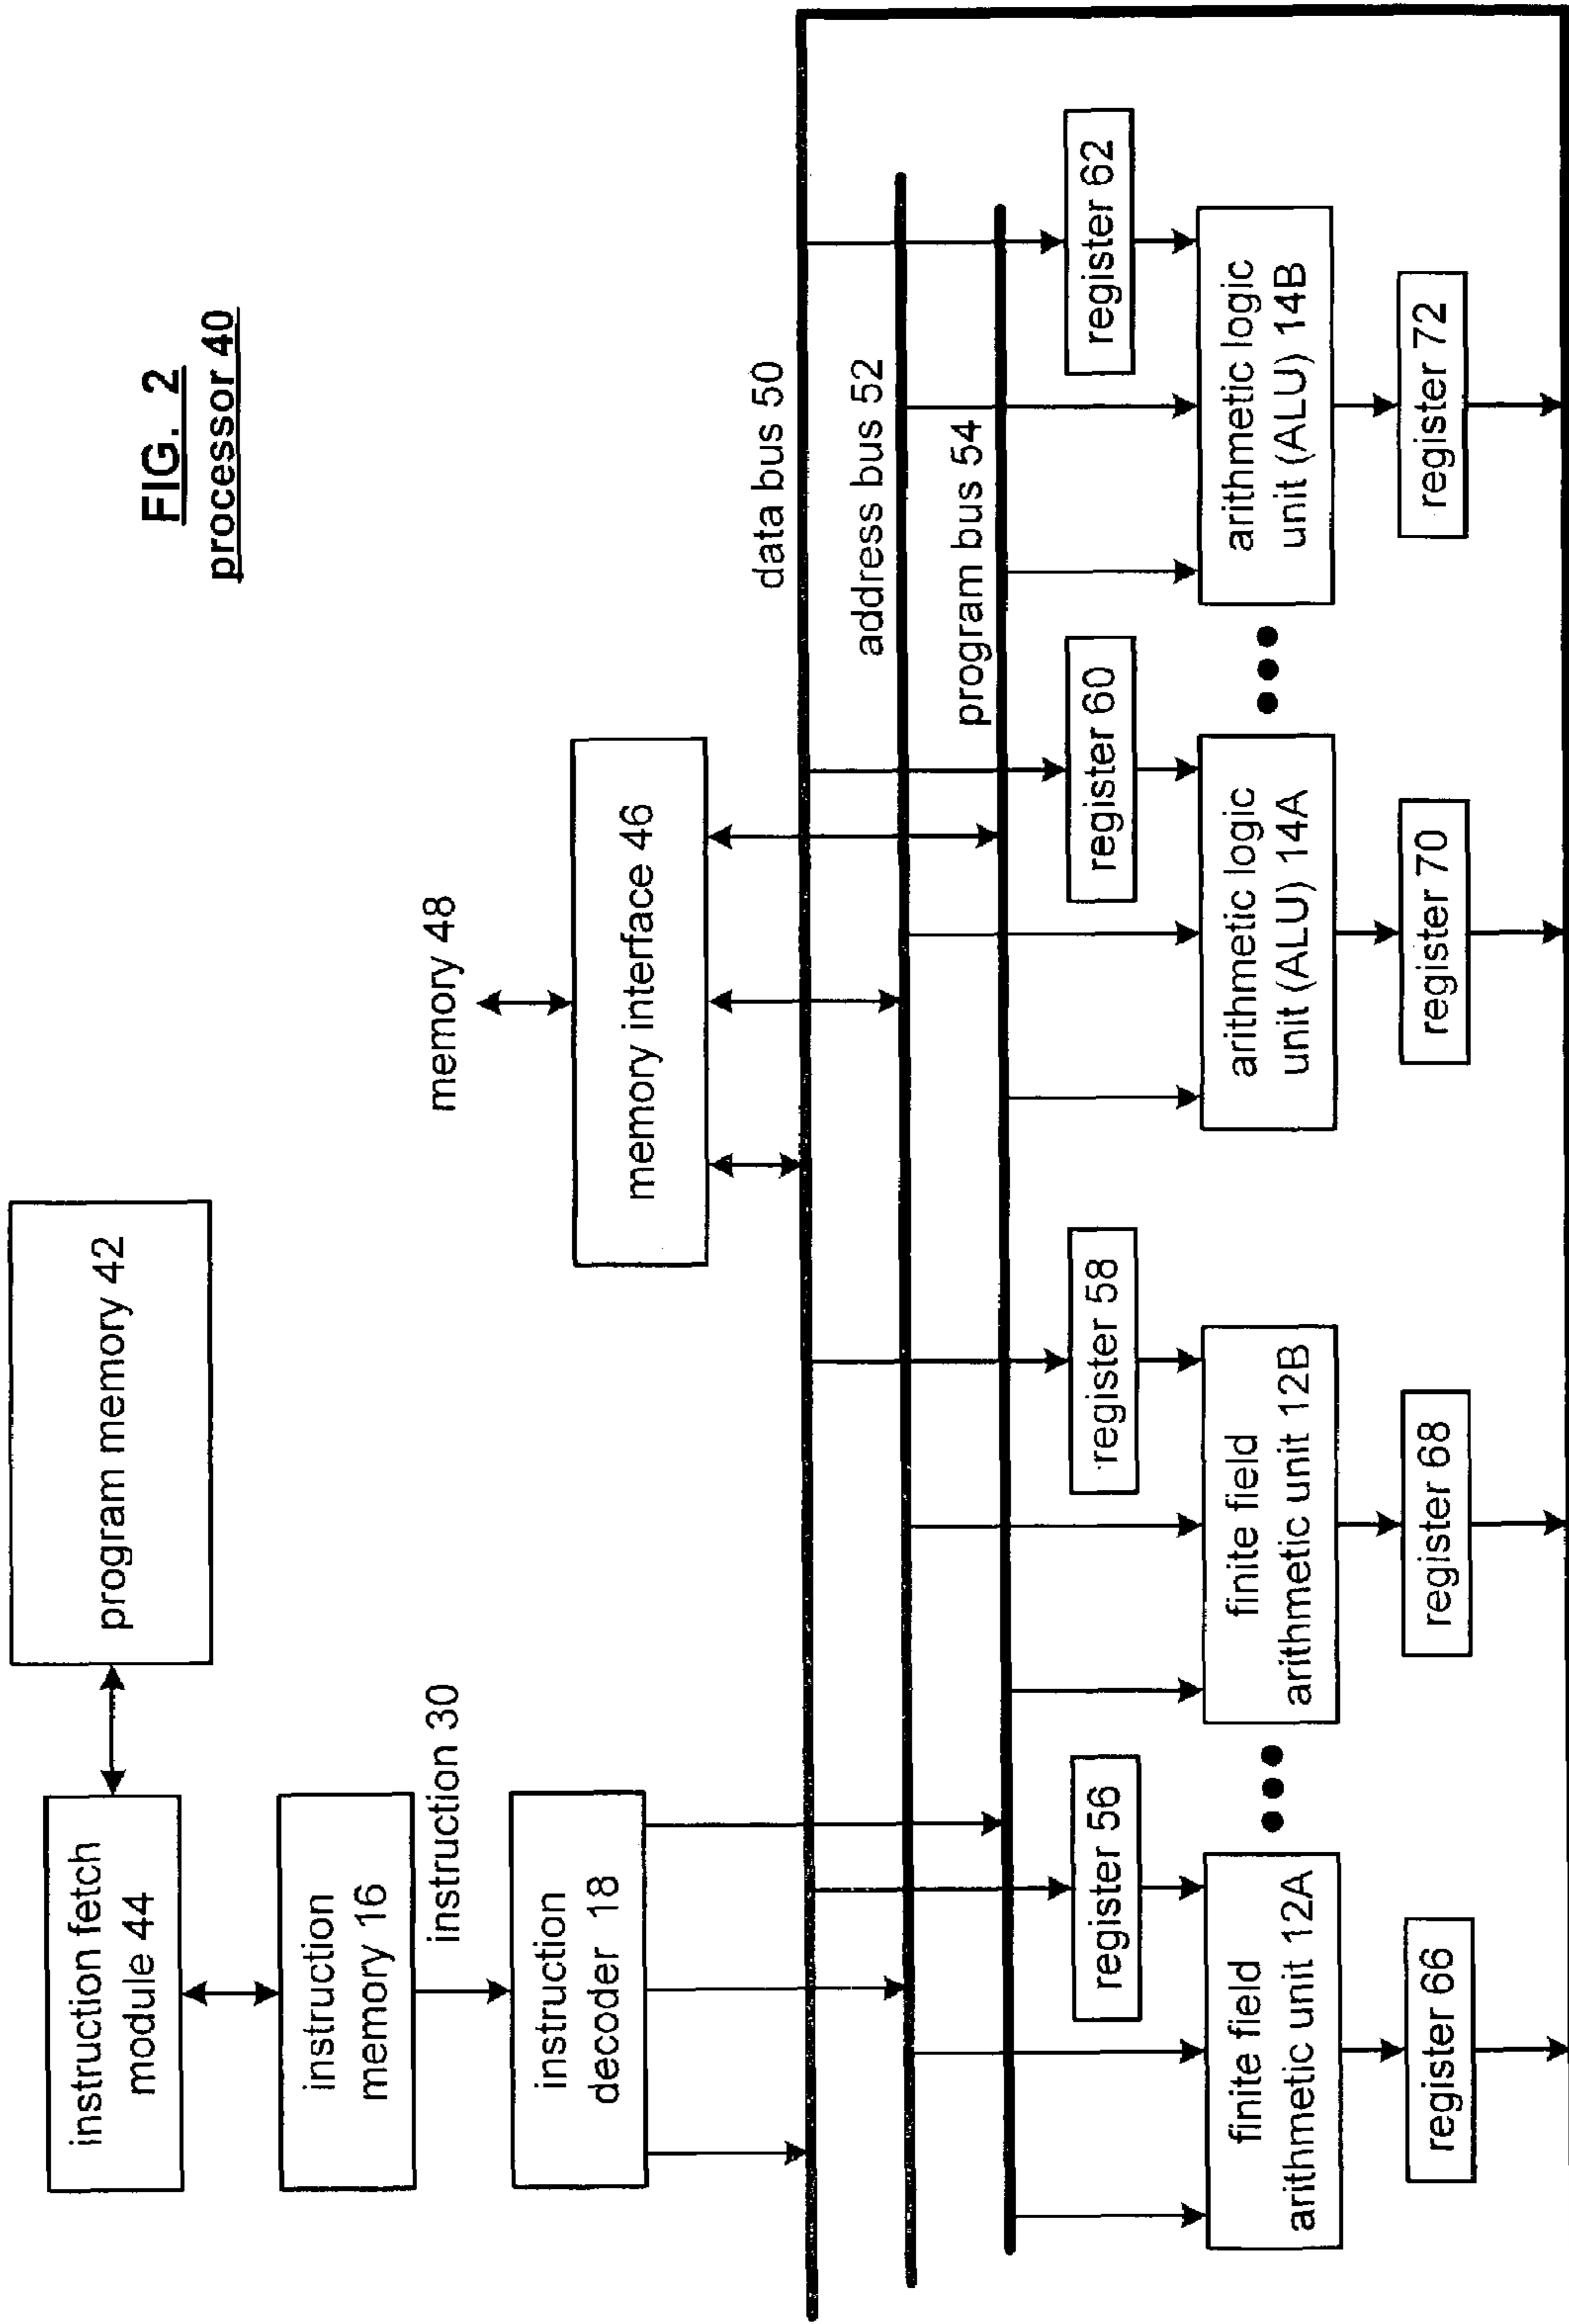 FIG. 2
processor 40
program memory 42
instruction fetch
module 44
instruction
memory 16
instruction 30
instruction
decoder 18
memory 48
memory interface 46
data bus 50
address bus 52
program bus 54
register 56
register 58
register 60
register 62
finite field
arithmetic unit 12A
finite field
arithmetic unit 12B
arithmetic logic
unit (ALU) 14A
arithmetic logic
unit (ALU) 14B
register 66
register 68
register 70
register 72